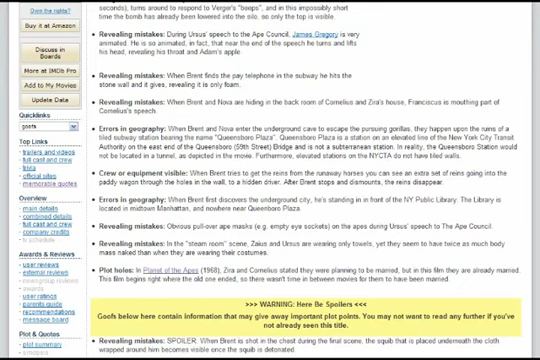 Own the rights?
Buy it at Amazon
Discuss in
Boards
More at IMDb Pro
Add to My Movies
Update Data
Quicklinks
goofs
Top Links
trailers and videos
full cast and crew
trivia
official sites
memorable quotes
Overview
main details
combined details
full cast and crew
company credits
tv schedule
Awards & Reviews
user reviews
external reviews
newsgroup reviews
awards
user ratings
parents guide
recommendations
message board
Plot & Quotes
plot summary
synopsis
seconds), turns around to respond to Verger's "beeps", and in this impossibly short
time the bomb has already been lowered into the silo, so only the top is visible.
Revealing mistakes: During Ursus' speech to the Ape Council, James Gregory is very
animated. He is so animated, in fact, that near the end of the speech he turns and lifts
his head, revealing his throat and Adam's apple
Revealing mistakes: When Brent finds the pay telephone in the subway he hits the
stone wall and it gives, revealing it is only foam.
Revealing mistakes: When Brent and Nova are hiding in the back room of Cornelius and Zira's house, Franciscus is mouthing part of
Cornelius's speech.
Errors in geography: When Brent and Nova enter the underground cave to escape the pursuing gorillas, they happen upon the ruins of a
tiled subway station bearing the name "Queensboro Plaza". Queensboro Plaza is a station on an elevated line of the New York City Transit
Authority on the east end of the Queensboro (59th Street) Bridge and is not a subterranean station. In reality, the Queensboro Station would
not be located in a tunnel, as depicted in the movie. Furthermore, elevated stations on the NYCTA do not have tiled walls.
Crew or equipment visible: When Brent tries to get the reins from the runaway horses you can see an extra set of reins going into the
paddy wagon through the holes in the wall, to a hidden driver. After Brent stops and dismounts, the reins disappear.
Errors in geography: When Brent first discovers the underground city, he's standing in front of the NY Public Library. The Library is
located in midtown Manhattan, and nowhere near Queensboro Plaza.
Revealing mistakes: Obvious pull-over ape masks (e.g. empty eye sockets) on the apes during Ursus' speech to The Ape Council.
Revealing mistakes: In the "steam room" scene, Zaius and Ursus are wearing only towels, yet they seem to have twice as much body
mass naked than when they are wearing their costumes.
Plot holes: In Planet of the Apes (1968), Zira and Cornelius stated they were planning to be married, but in this film they are already married.
This film begins right where the old one ended, so there wasn't time in between movies for them to have been married.
>>> WARNING: Here Be Spoilers <<<
Goofs below here contain information that may give away important plot points. You may not want to read any further if you've
not already seen this title.
Revealing mistakes: SPOILER: When Brent is shot in the chest during the final scene, the squib that is placed underneath the cloth
wrapped around him becomes visible once the squib is detonated.